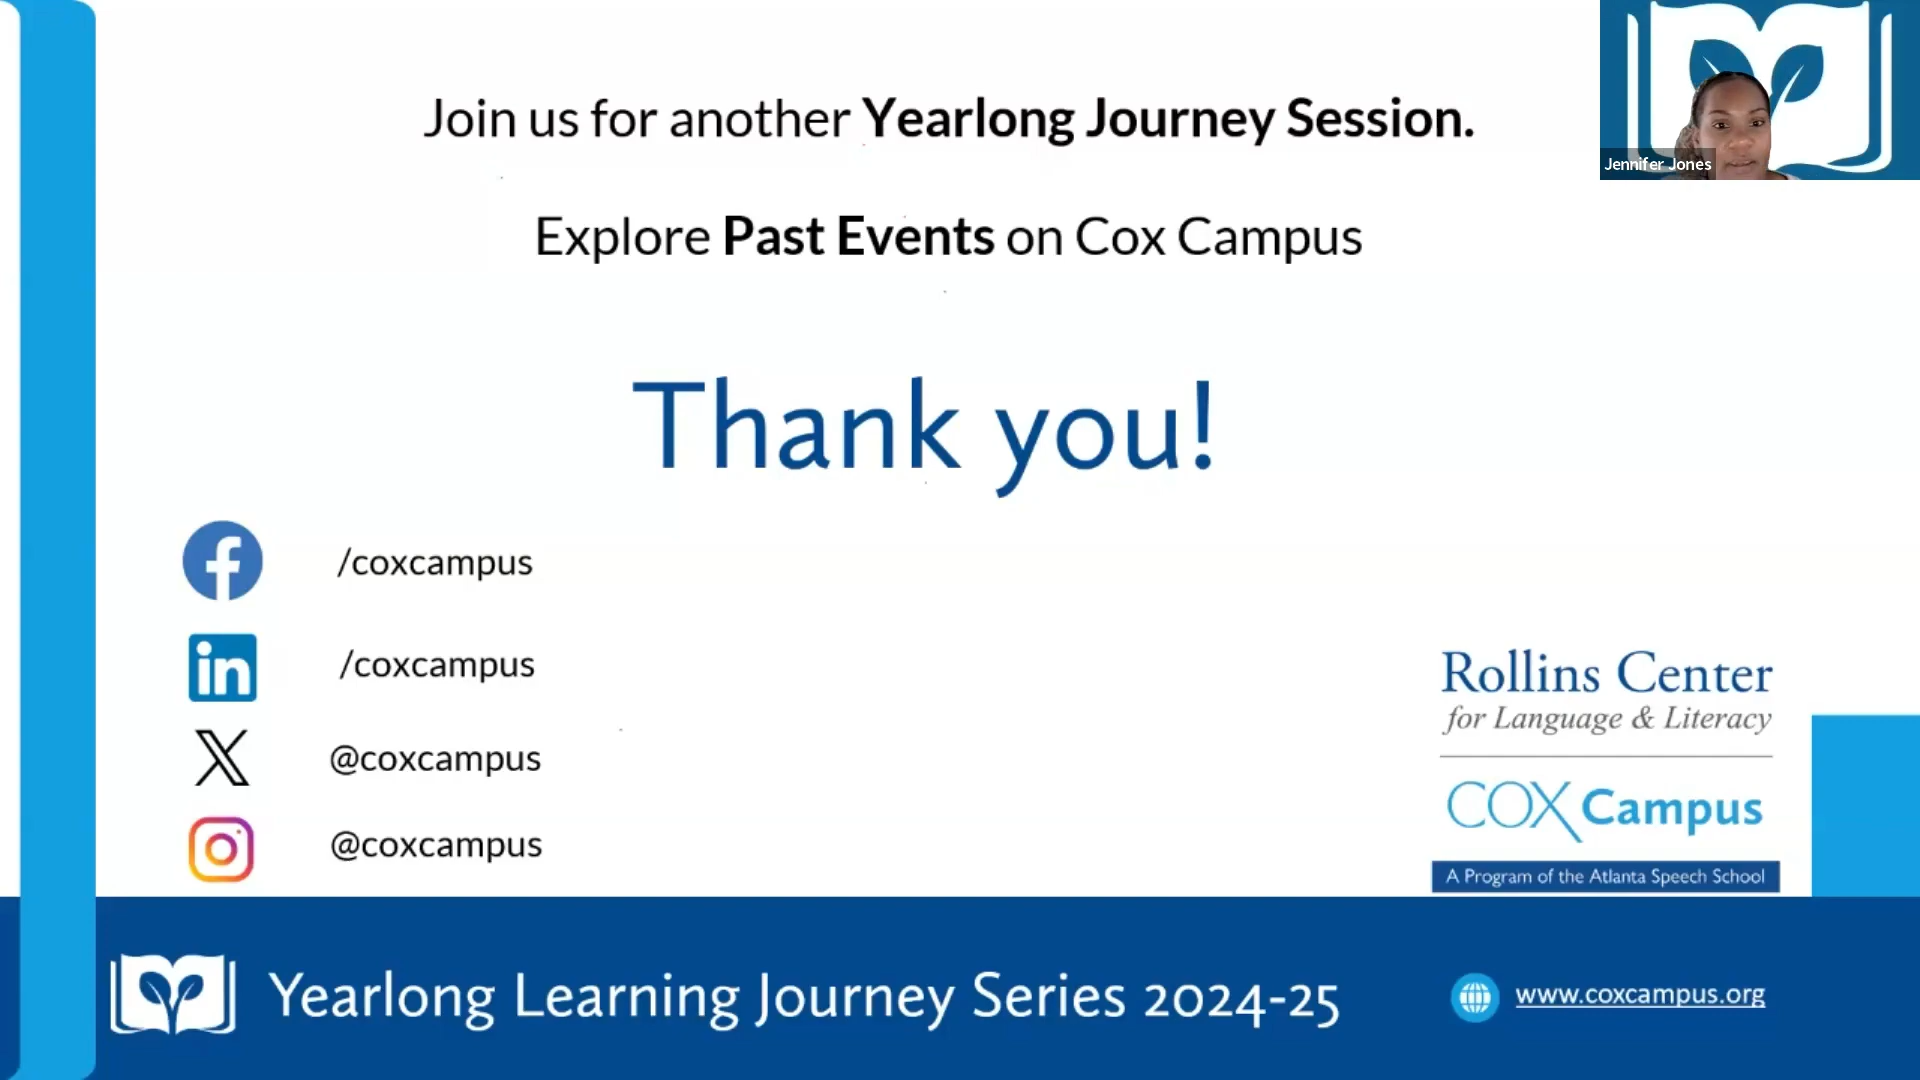 Join us for another Yearlong Journey Session.
Jennifer Jones
Explore Past Events on Cox Campus
Thank you!
/coxcampus
/coxcampus
@coxcampus
@coxcampus
Rollins Center
for Language & Literacy
COX Campus
A Program of the Atlanta Speech School
Yearlong Learning Journey Series 2024-25
www.coxcampus.org